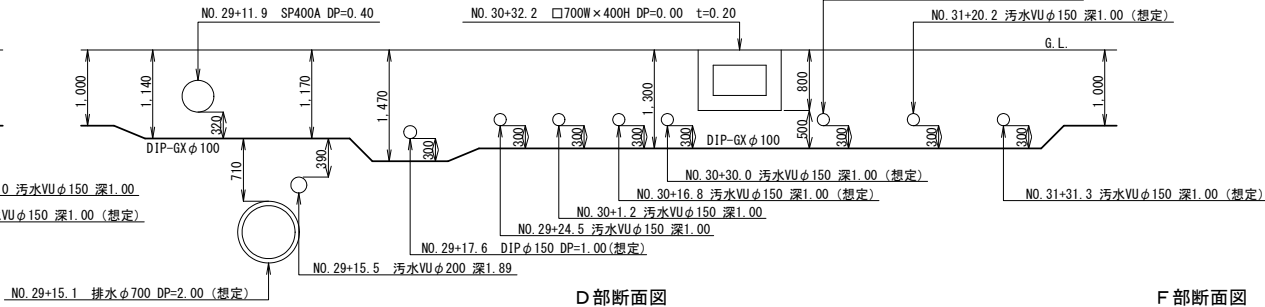 NO.29+11.9 SP400A DP=0.40
NO.30+32.2 □700W×400H DP=0.00 t=0.20
NO.31+20.2 汚水VUφ150 深1.00 (想定)
G.L.
1,000
1,140
320
1,170
1,470
1,300
800
500
1,000
DIP-GXφ100
710
390
300
300
300
300
300
DIP-GXφ100
300
300
300
0 汚水VUφ150 深1.00
VUφ150 深1.00 (想定)
NO.30+30.0 汚水VUφ150 深1.00 (想定)
NO.30+16.8 汚水VUφ150 深1.00 (想定)
NO.31+31.3 汚水VUφ150 深1.00 (想定)
NO.30+1.2 汚水VUφ150 深1.00
NO.29+24.5 汚水VUφ150 深1.00
NO.29+17.6 DIPφ150 DP=1.00(想定)
NO.29+15.5 汚水VUφ200 深1.89
NO.29+15.1 排水φ700 DP=2.00 (想定)
D部断面図
F部断面図